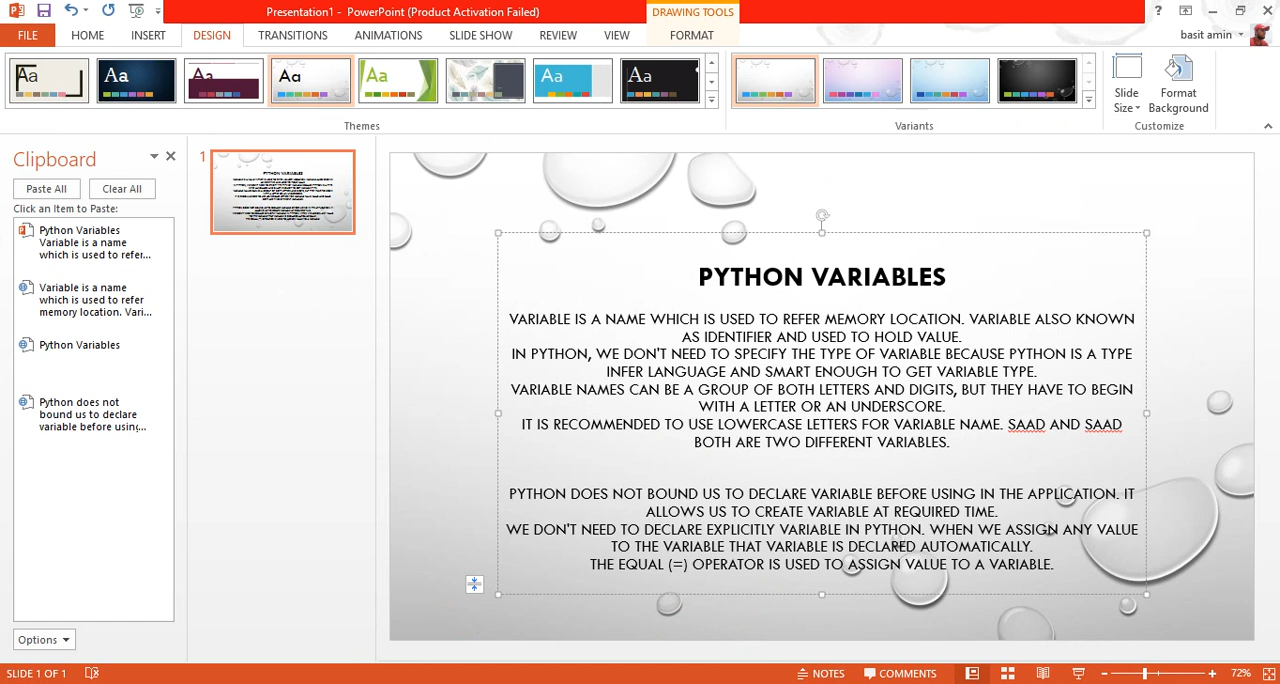 Presentation1 - PowerPoint (Product Activation Failed)
DRAWING TOOLS
?
FILE HOME INSERT DESIGN TRANSITIONS ANIMATIONS SLIDE SHOW REVIEW VIEW FORMAT
basit amin
Aa Aa Aa Aa Aa Aa Aa
Slide Size
Format Background
Themes
Variants
Customize
Clipboard
Paste All Clear All
Click an Item to Paste:
Python Variables
Variable is a name
which is used to refer...
Variable is a name
which is used to refer
memory location. Vari...
Python Variables
Python does not
bound us to declare
variable before using...
Options
1
PYTHON VARIABLES
VARIABLE IS A NAME WHICH IS USED TO REFER MEMORY LOCATION. VARIABLE ALSO KNOWN
AS IDENTIFIER AND USED TO HOLD VALUE.
IN PYTHON, WE DON'T NEED TO SPECIFY THE TYPE OF VARIABLE BECAUSE PYTHON IS A TYPE
INFER LANGUAGE AND SMART ENOUGH TO GET VARIABLE TYPE.
VARIABLE NAMES CAN BE A GROUP OF BOTH LETTERS AND DIGITS, BUT THEY HAVE TO BEGIN
WITH A LETTER OR AN UNDERSCORE.
IT IS RECOMMENDED TO USE LOWERCASE LETTERS FOR VARIABLE NAME. SAAD AND SAAD
BOTH ARE TWO DIFFERENT VARIABLES.
PYTHON DOES NOT BOUND US TO DECLARE VARIABLE BEFORE USING IN THE APPLICATION. IT
ALLOWS US TO CREATE VARIABLE AT REQUIRED TIME.
WE DON'T NEED TO DECLARE EXPLICITLY VARIABLE IN PYTHON. WHEN WE ASSIGN ANY VALUE
TO THE VARIABLE THAT VARIABLE IS DECLARED AUTOMATICALLY.
THE EQUAL (=) OPERATOR IS USED TO ASSIGN VALUE TO A VARIABLE.
SLIDE 1 OF 1
NOTES COMMENTS 72%